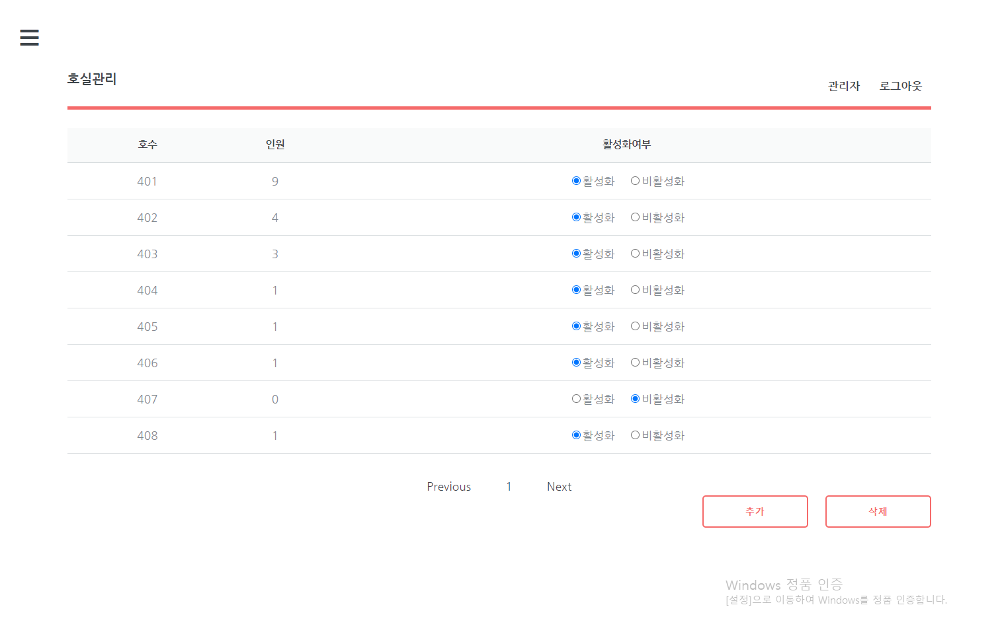 호실관리
관리자 로그아웃
호수 인원 활성화여부
401 9 활성화 비활성화
402 4 활성화 비활성화
403 3 활성화 비활성화
404 1 활성화 비활성화
405 1 활성화 비활성화
406 1 활성화 비활성화
407 0 활성화 비활성화
408 1 활성화 비활성화
Previous 1 Next
추가 삭제
Windows 정품 인증
[설정]으로 이동하여 Windows를 정품 인증합니다.